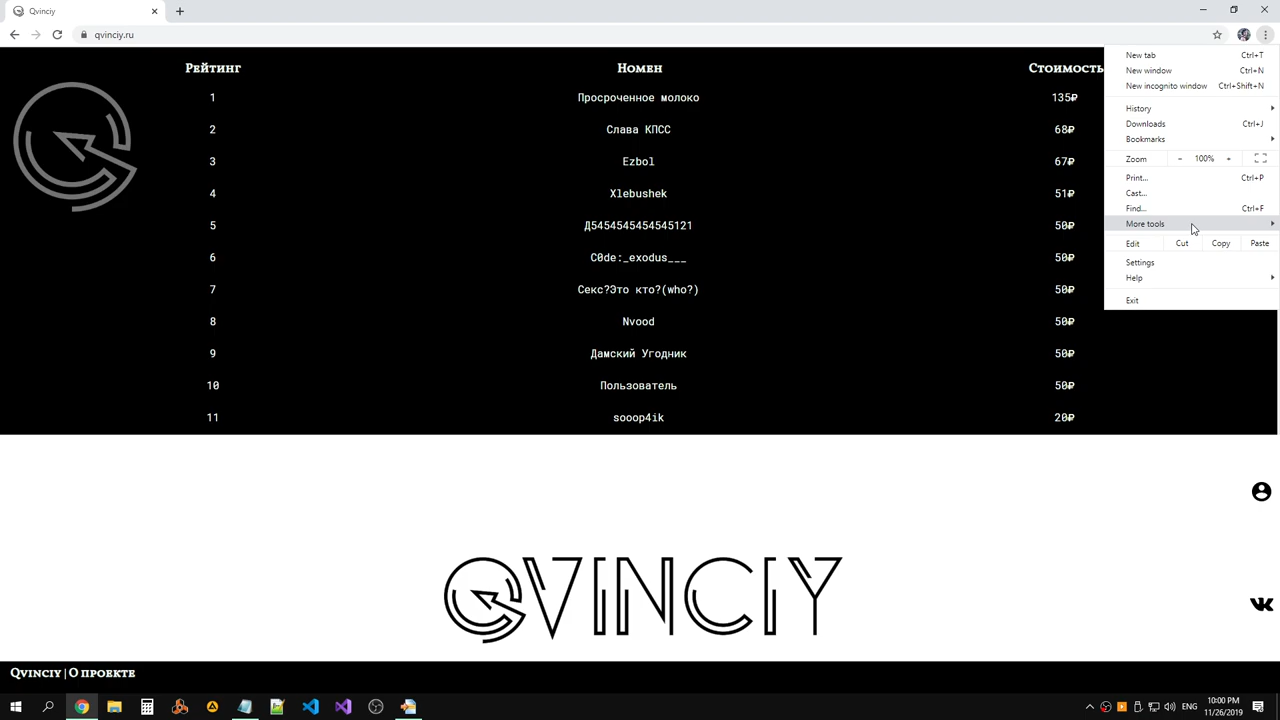 Qvinciy
qvinciy.ru
Рейтинг Номен Стоимость
1 Просроченное молоко 135₽
2 Слава КПСС 68₽
3 Ezbol 67₽
4 Xlebushek 51₽
5 Д5454545454545121 50₽
6 C0de:_exodus___ 50₽
7 Секс?Это кто?(who?) 50₽
8 Nvood 50₽
9 Дамский Угодник 50₽
10 Пользователь 50₽
11 sooop4ik 20₽
New tab Ctrl+T
New window Ctrl+N
New incognito window Ctrl+Shift+N
History
Downloads Ctrl+J
Bookmarks
Zoom - 100% +
Print... Ctrl+P
Cast...
Find... Ctrl+F
More tools
Edit Cut Copy Paste
Settings
Help
Exit
QVINCIY
Qvinciy | О проекте
ENG
10:00 PM
11/26/2019